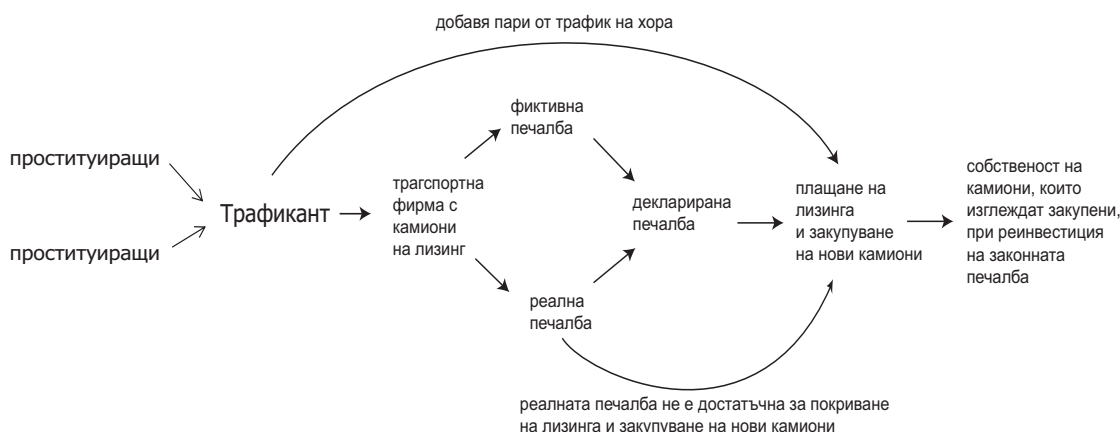 добавя пари от трафик на хора
фиктивна
печалба
проституиращи
проституиращи
Трафикант
трагспортна
фирма с
камиони
на лизинг
реална
печалба
декларирана
печалба
плащане на
лизинга
и закупуване
на нови камиони
собственост на
камиони, които
изглеждат закупени,
при реинвестиция
на законната
печалба
реалната печалба не е достатъчна за покриване
на лизинга и закупуване на нови камиони